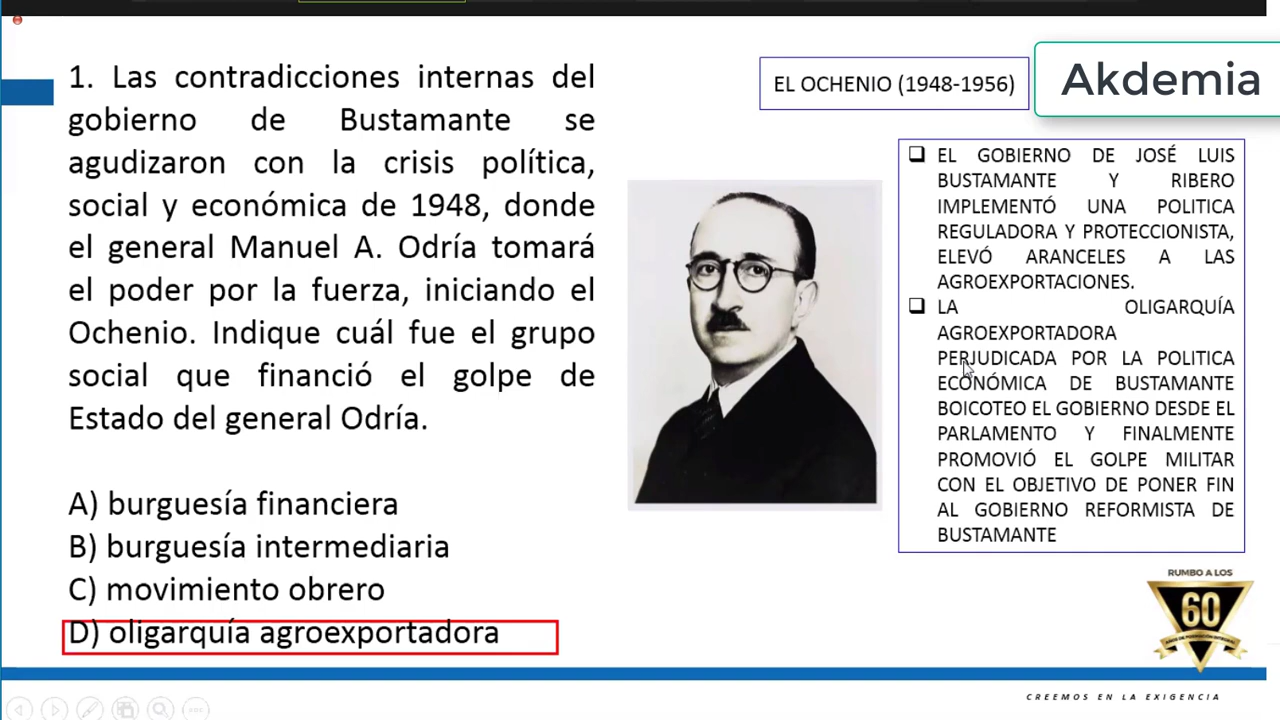 1. Las contradicciones internas del
gobierno de Bustamante se
agudizaron con la crisis política,
social y económica de 1948, donde
el general Manuel A. Odría tomará
el poder por la fuerza, iniciando el
Ochenio. Indique cuál fue el grupo
social que financió el golpe de
Estado del general Odría.
A) burguesía financiera
B) burguesía intermediaria
C) movimiento obrero
D) oligarquía agroexportadora
EL OCHENIO (1948-1956)
Akdemia
EL GOBIERNO DE JOSÉ LUIS
BUSTAMANTE Y RIBERO
IMPLEMENTÓ UNA POLITICA
REGULADORA Y PROTECCIONISTA,
ELEVÓ ARANCELES A LAS
AGROEXPORTACIONES.
LA OLIGARQUÍA
AGROEXPORTADORA
PERJUDICADA POR LA POLITICA
ECONÓMICA DE BUSTAMANTE
BOICOTEO EL GOBIERNO DESDE EL
PARLAMENTO Y FINALMENTE
PROMOVIÓ EL GOLPE MILITAR
CON EL OBJETIVO DE PONER FIN
AL GOBIERNO REFORMISTA DE
BUSTAMANTE
RUMBO A LOS
60
CREEMOS EN LA EXIGENCIA